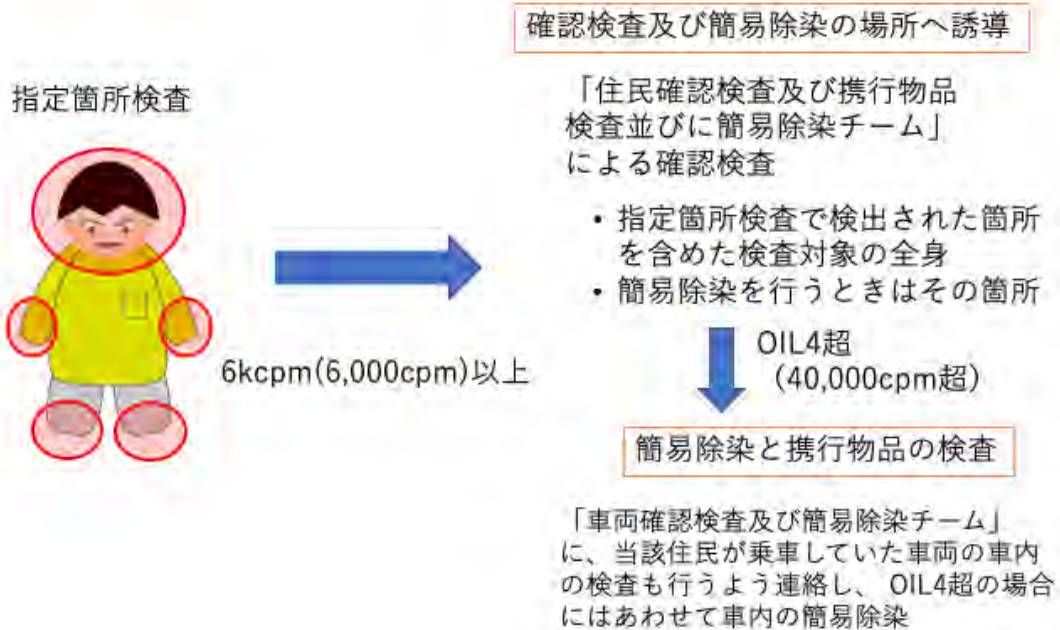 指定箇所検査
6kcpm(6,000cpm)以上
確認検査及び簡易除染の場所へ誘導
「住民確認検査及び携行物品
検査並びに簡易除染チーム」
による確認検査
・指定箇所検査で検出された箇所
を含めた検査対象の全身
・簡易除染を行うときはその箇所
OIL4超
(40,000cpm超)
簡易除染と携行物品の検査
「車両確認検査及び簡易除染チーム」
に、当該住民が乗車していた車両の車内
の検査も行うよう連絡し、 OIL4超の場合
にはあわせて車内の簡易除染